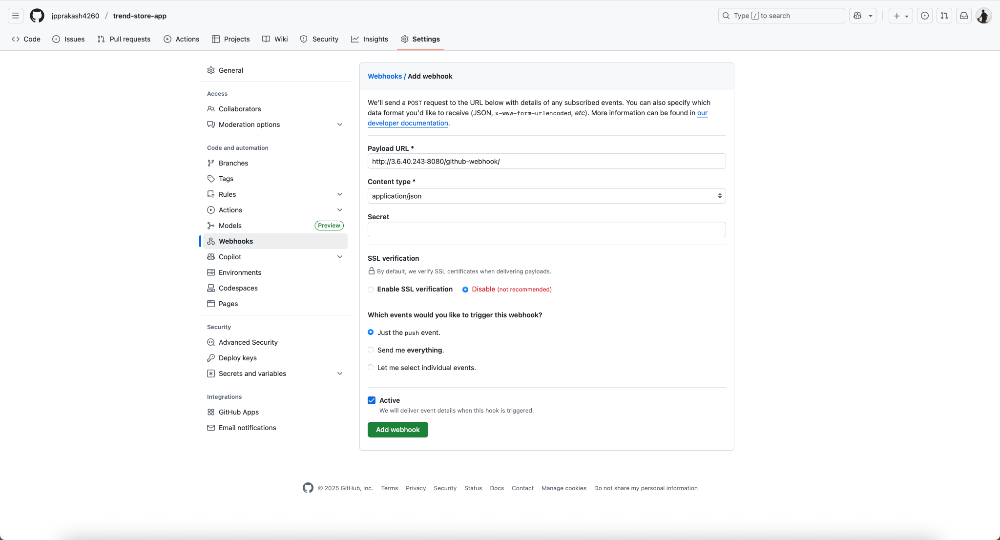 jpprakash4260 / trend-store-app
Type / to search
Code
Issues
Pull requests
Actions
Projects
Wiki
Security
Insights
Settings
General
Access
Collaborators
Moderation options
Code and automation
Branches
Tags
Rules
Actions
Models
Preview
Webhooks
Copilot
Environments
Codespaces
Pages
Security
Advanced Security
Deploy keys
Secrets and variables
Integrations
GitHub Apps
Email notifications
Webhooks / Add webhook
We'll send a POST request to the URL below with details of any subscribed events. You can also specify which
data format you'd like to receive (JSON, x-www-form-urlencoded, etc). More information can be found in our
developer documentation.
Payload URL *
http://3.6.40.243:8080/github-webhook/
Content type *
application/json
Secret
SSL verification
By default, we verify SSL certificates when delivering payloads.
Enable SSL verification
Disable (not recommended)
Which events would you like to trigger this webhook?
Just the push event.
Send me everything.
Let me select individual events.
Active
We will deliver event details when this hook is triggered.
Add webhook
© 2025 GitHub, Inc.
Terms
Privacy
Security
Status
Docs
Contact
Manage cookies
Do not share my personal information